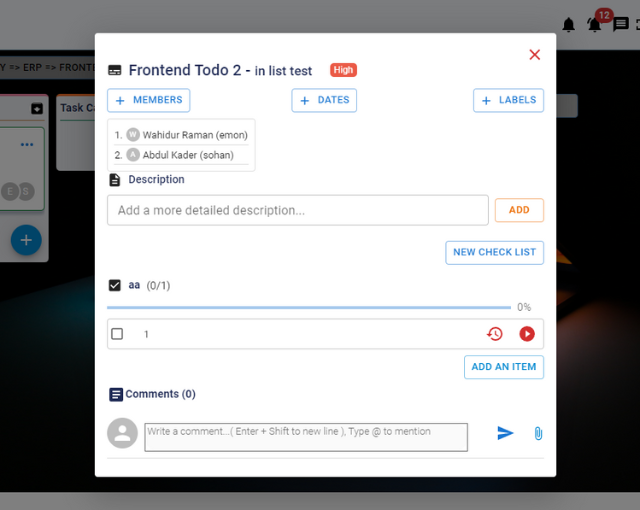 12
Y => ERP => FRONTE
Task Ca
E S
Frontend Todo 2 - in list test High
+ MEMBERS + DATES + LABELS
1. W Wahidur Raman (emon)
2. A Abdul Kader (sohan)
Description
Add a more detailed description... ADD
NEW CHECK LIST
aa (0/1)
0%
1
ADD AN ITEM
Comments (0)
Write a comment...( Enter + Shift to new line ), Type @ to mention